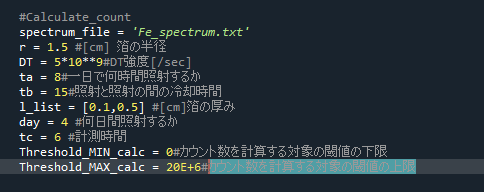 #Calculate_count
spectrum_file = 'Fe_spectrum.txt'
r = 1.5 #[cm] 箔の半径
DT = 5*10**9#DT強度[/sec]
ta = 8#一日で何時間照射するか
tb = 15#照射と照射の間の冷却時間
l_list = [0.1,0.5] #[cm]箔の厚み
day = 4 #何日間照射するか
tc = 6 #計測時間
Threshold_MIN_calc = 0#カウント数を計算する対象の閾値の下限
Threshold_MAX_calc = 20E+6#カウント数を計算する対象の閾値の上限